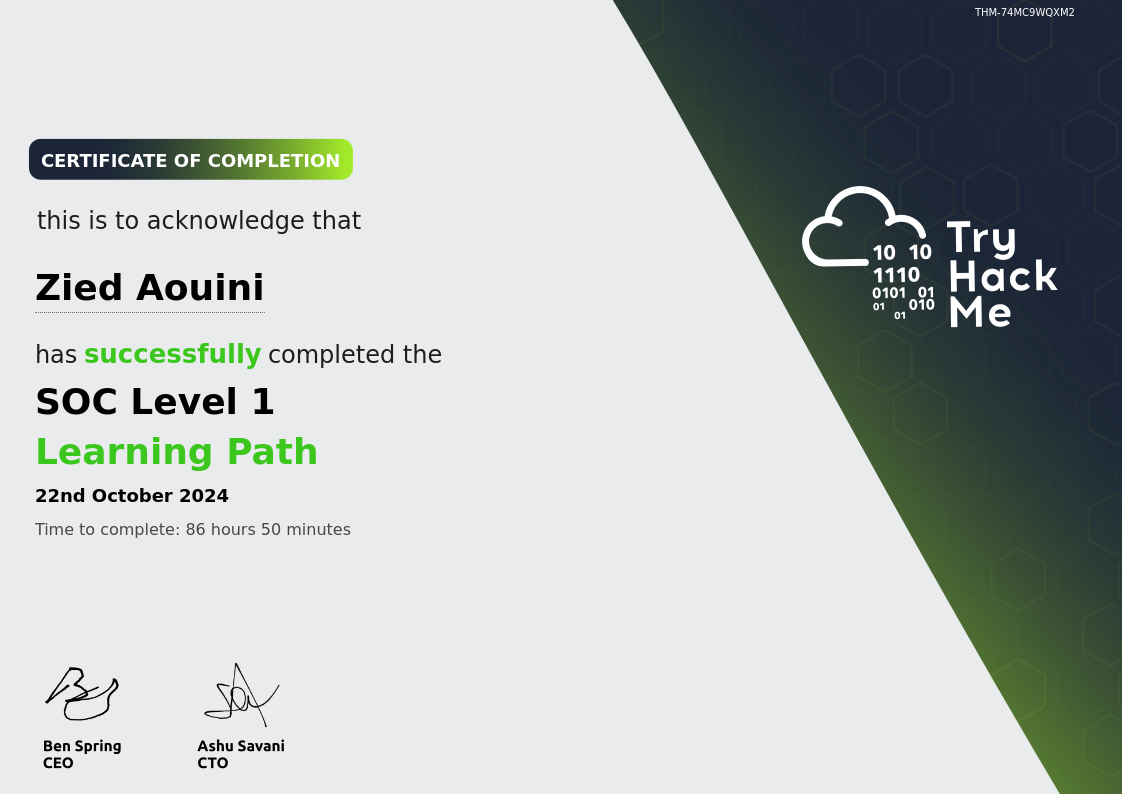 THM-74MC9WQXM2
CERTIFICATE OF COMPLETION
this is to acknowledge that
Zied Aouini
has successfully completed the
SOC Level 1
Learning Path
22nd October 2024
Time to complete: 86 hours 50 minutes
10 10
1110
0101 01
01 010
01
Try
Hack
Me
Ben Spring
CEO
Ashu Savani
CTO